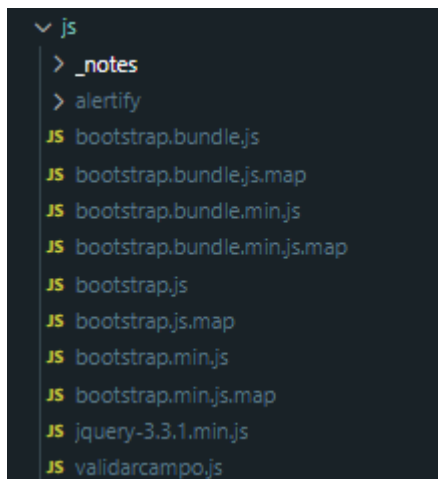 js
_notes
alertify
JS bootstrap.bundle.js
JS bootstrap.bundle.js.map
JS bootstrap.bundle.min.js
JS bootstrap.bundle.min.js.map
JS bootstrap.js
JS bootstrap.js.map
JS bootstrap.min.js
JS bootstrap.min.js.map
JS jquery-3.3.1.min.js
JS validarcampo.js